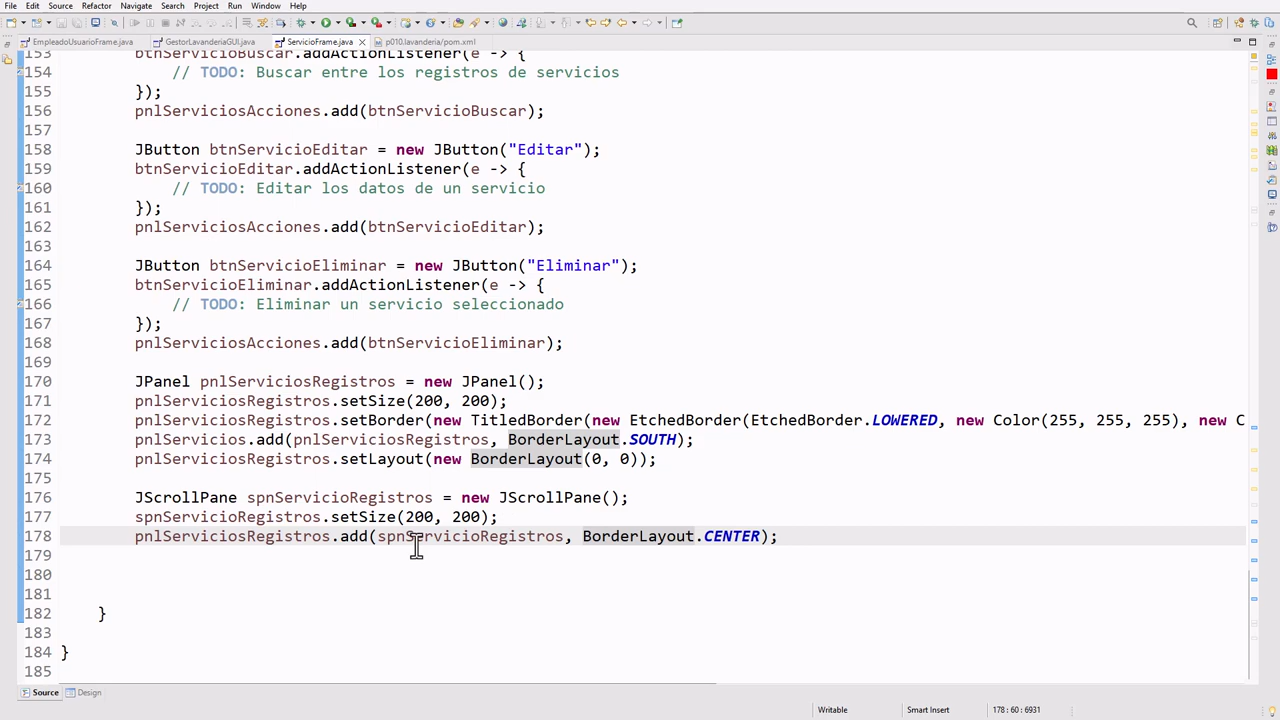 File Edit Source Refactor Navigate Search Project Run Window Help
EmpleadoUsuarioFrame.java GestorLavanderiaGUI.java ServicioFrame.java p010.lavanderia/pom.xml
153 btnServicioBuscar.addActionListener(e -> {
154 // TODO: Buscar entre los registros de servicios
155 });
156 pnlServiciosAcciones.add(btnServicioBuscar);
157
158 JButton btnServicioEditar = new JButton("Editar");
159 btnServicioEditar.addActionListener(e -> {
160 // TODO: Editar los datos de un servicio
161 });
162 pnlServiciosAcciones.add(btnServicioEditar);
163
164 JButton btnServicioEliminar = new JButton("Eliminar");
165 btnServicioEliminar.addActionListener(e -> {
166 // TODO: Eliminar un servicio seleccionado
167 });
168 pnlServiciosAcciones.add(btnServicioEliminar);
169
170 JPanel pnlServiciosRegistros = new JPanel();
171 pnlServiciosRegistros.setSize(200, 200);
172 pnlServiciosRegistros.setBorder(new TitledBorder(new EtchedBorder(EtchedBorder.LOWERED, new Color(255, 255, 255), new C
173 pnlServicios.add(pnlServiciosRegistros, BorderLayout.SOUTH);
174 pnlServiciosRegistros.setLayout(new BorderLayout(0, 0));
175
176 JScrollPane spnServicioRegistros = new JScrollPane();
177 spnServicioRegistros.setSize(200, 200);
178 pnlServiciosRegistros.add(spnServicioRegistros, BorderLayout.CENTER);
179
180
181
182 }
183
184 }
185
Source Design
Writable Smart Insert 178 : 60 : 6931